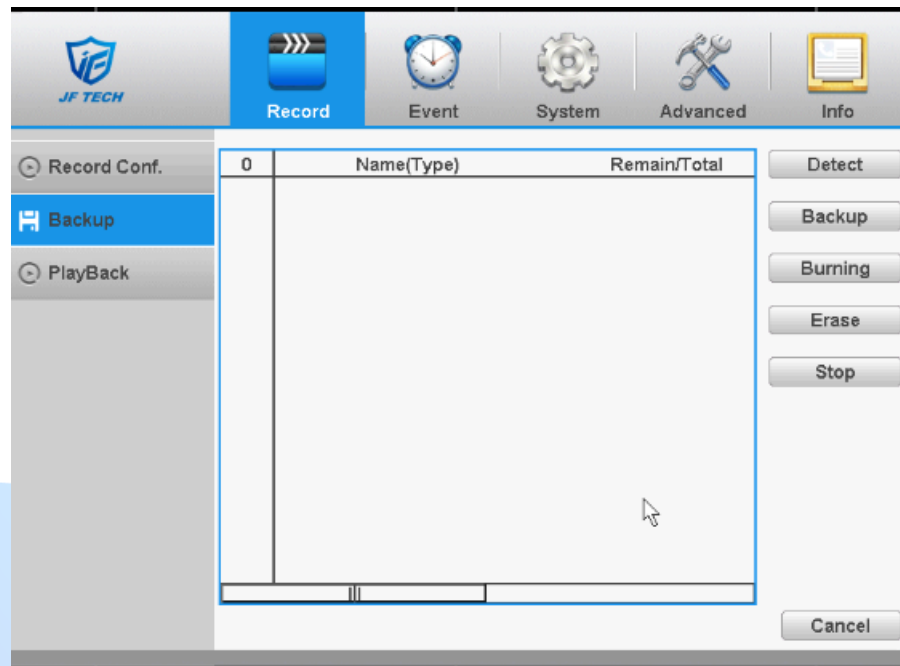 JF TECH
Record Event System Advanced Info
Record Conf.
Backup
PlayBack
0 Name(Type) Remain/Total
Detect
Backup
Burning
Erase
Stop
Cancel